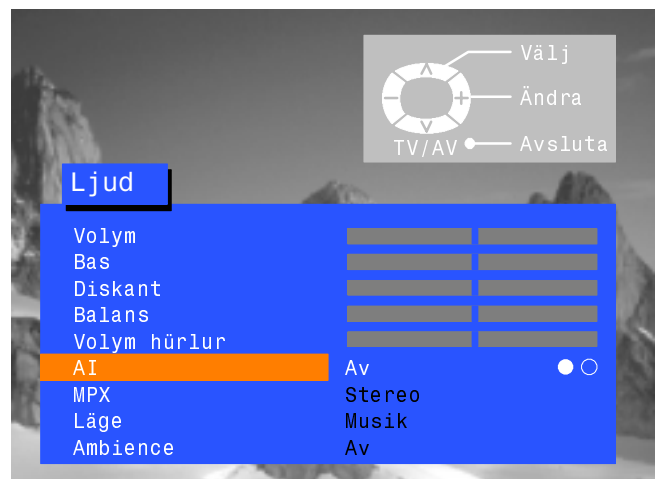 Välj
Ändra
TV/AV Avsluta
Ljud
Volym
Bas
Diskant
Balans
Volym hürlur
AI Av
MPX Stereo
Läge Musik
Ambience Av